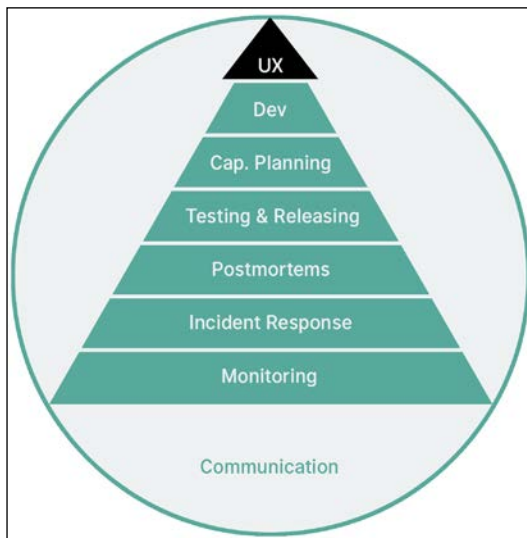 UX
Dev
Cap. Planning
Testing & Releasing
Postmortems
Incident Response
Monitoring
Communication